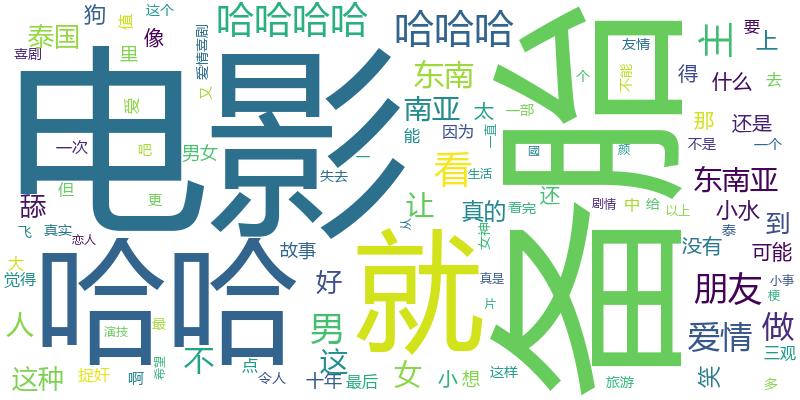 狗
值
这个
哈哈哈哈
哈哈哈
友情
要
上
泰国
像
里
喜剧
爱情喜剧
主
电影
备胎
东南
个
不能
得
什么
去
爱
又
南亚
太
一部
那
还是
能
因为
一直
一次
吧
男女
看
國
颜
不是
一个
一
失去
生活
东南亚
舔
但
更
让
真的
看完
还
剧情
中
给
以上
小水
到
飞
真实
恋人
从
女神
泰
哈哈
故事
就
没有
可能
大
觉得
好
真是
朋友
小事
梗
片
人
演技
最
男
爱情
做
不
点
这
三观
这种
捉奸
啊
希望
令人
十年
最后
女
小
想
这样
旅游
笑
多